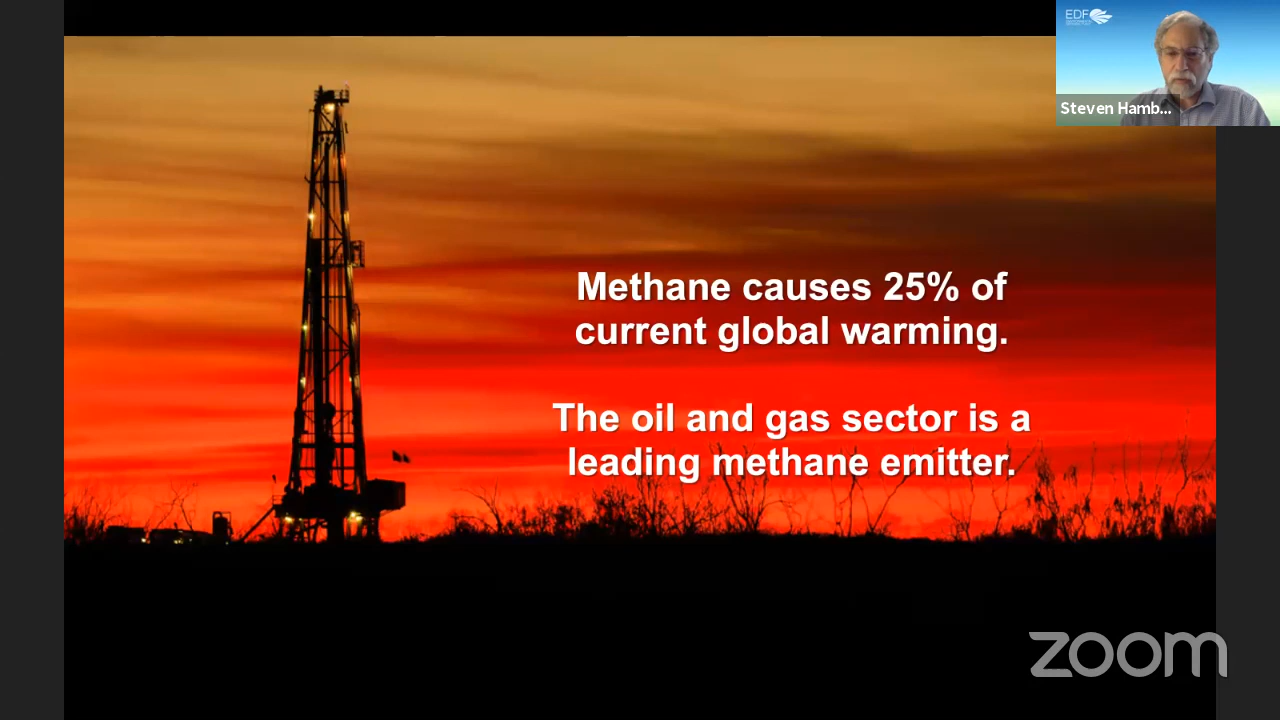 EDF
Steven Hamb...
Methane causes 25% of
current global warming.
The oil and gas sector is a
leading methane emitter.
zoom